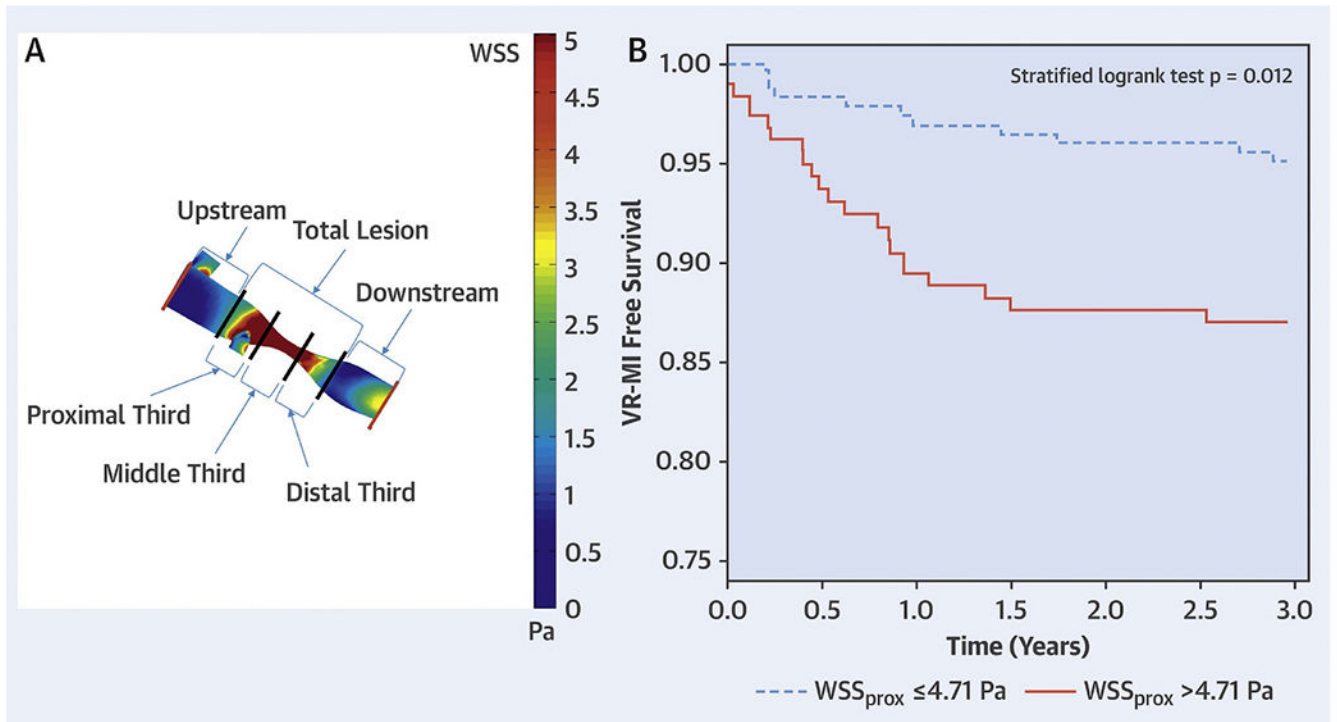 A
WSS
Upstream
Total Lesion
Downstream
Proximal Third
Middle Third
Distal Third
5
4.5
4
3.5
3
2.5
2
1.5
1
0.5
0
Pa
B
Stratified logrank test p = 0.012
VR-MI Free Survival
1.00
0.95
0.90
0.85
0.80
0.75
0.0 0.5 1.0 1.5 2.0 2.5 3.0
Time (Years)
WSSprox ≤4.71 Pa WSSprox >4.71 Pa